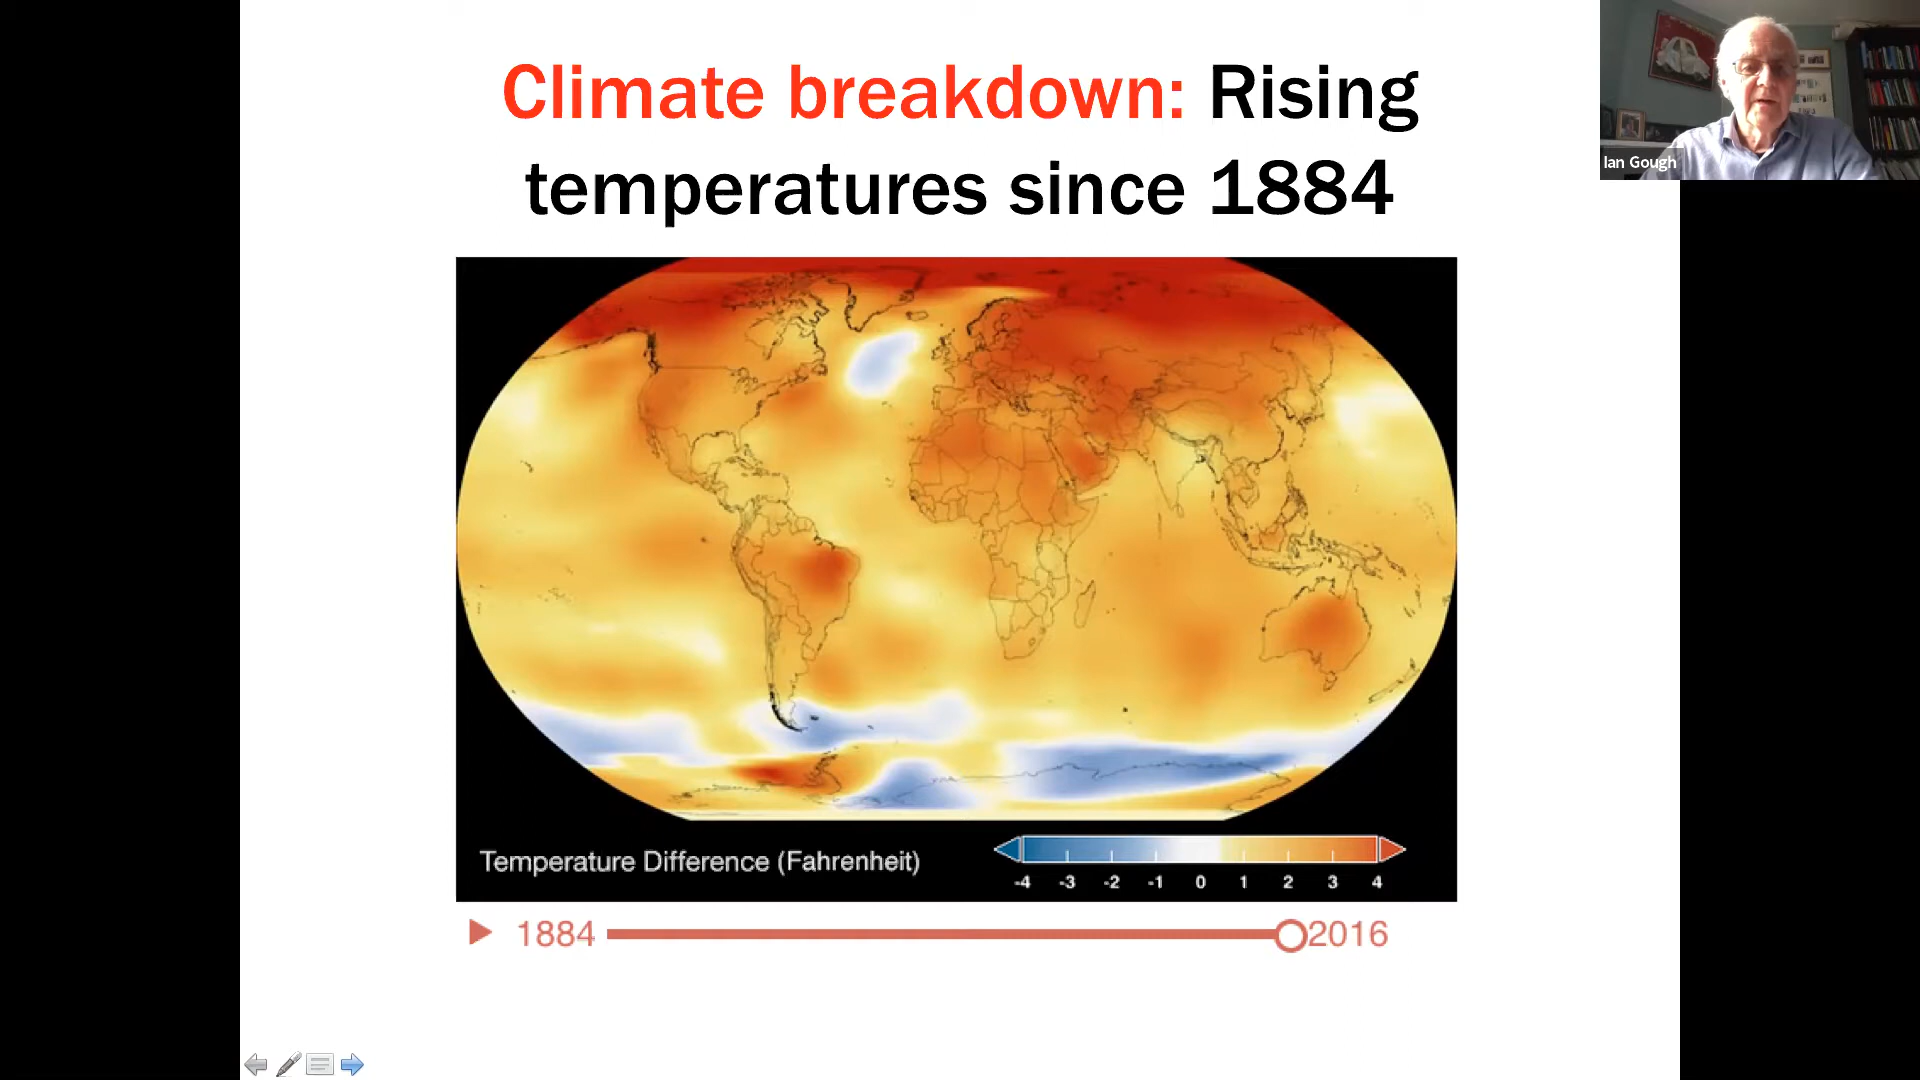 Climate breakdown: Rising
temperatures since 1884
Ian Gough
Temperature Difference (Fahrenheit)
-4 -3 -2 -1 0 1 2 3 4
1884 2016